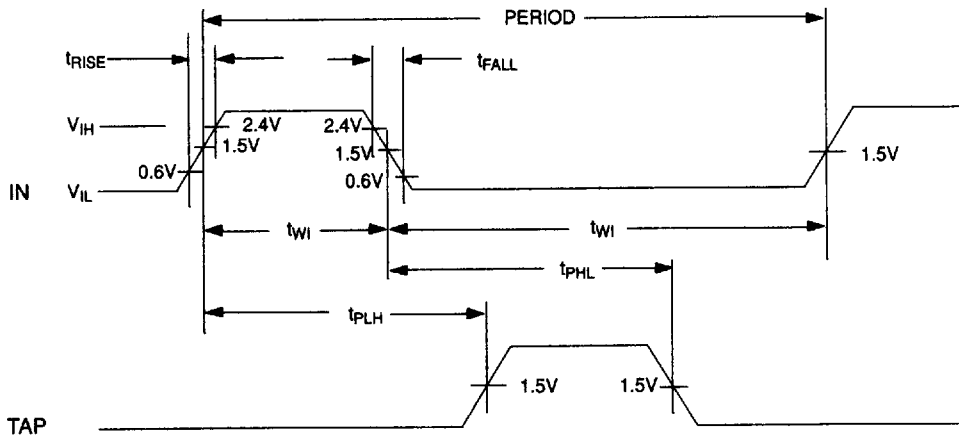 PERIOD
tRISE
tFALL
VIH
2.4V
2.4V
1.5V
1.5V
1.5V
0.6V
0.6V
IN
VIL
tWI
tWI
tPHL
tPLH
1.5V
1.5V
TAP